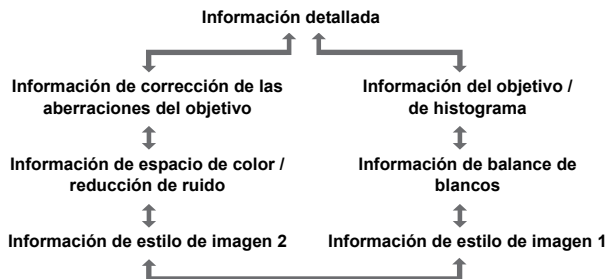 Información detallada
Información de corrección de las
aberraciones del objetivo
Información del objetivo /
de histograma
Información de espacio de color /
reducción de ruido
Información de balance de
blancos
Información de estilo de imagen 2
Información de estilo de imagen 1